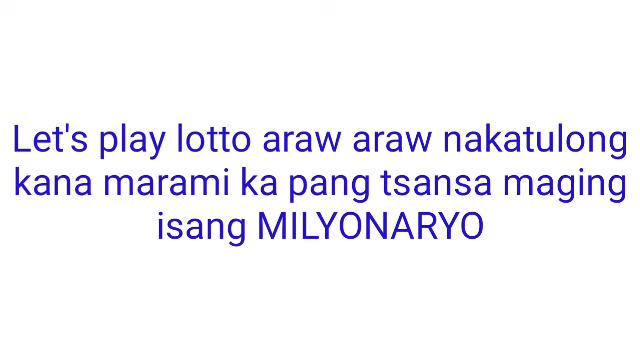 Let's play lotto araw araw nakatulong
kana marami ka pang tsansa maging
isang MILYONARYO